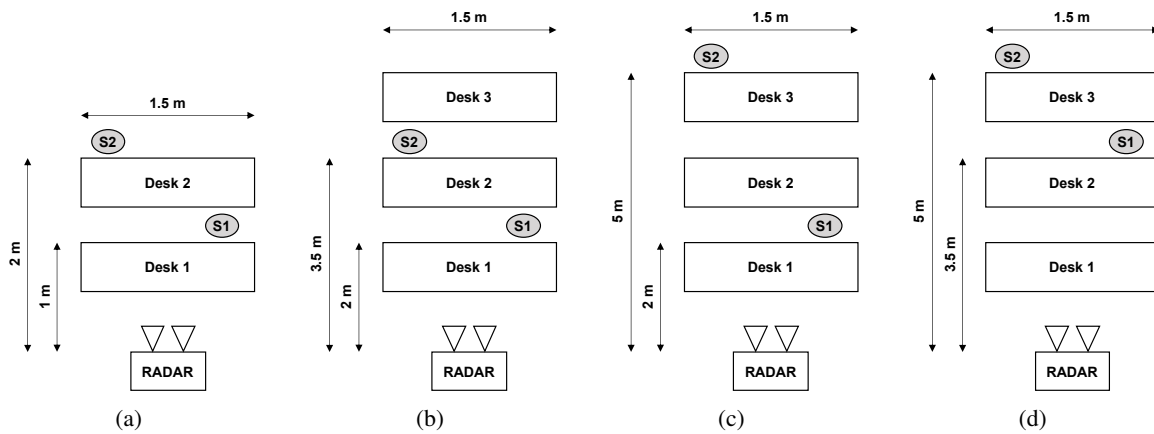 1.5 m
S2
Desk 2
S1
Desk 1
2 m
1 m
RADAR
(a)
1.5 m
Desk 3
S2
Desk 2
S1
Desk 1
3.5 m
2 m
RADAR
(b)
1.5 m
S2
Desk 3
Desk 2
S1
Desk 1
5 m
2 m
RADAR
(c)
1.5 m
S2
Desk 3
S1
Desk 2
Desk 1
5 m
3.5 m
RADAR
(d)